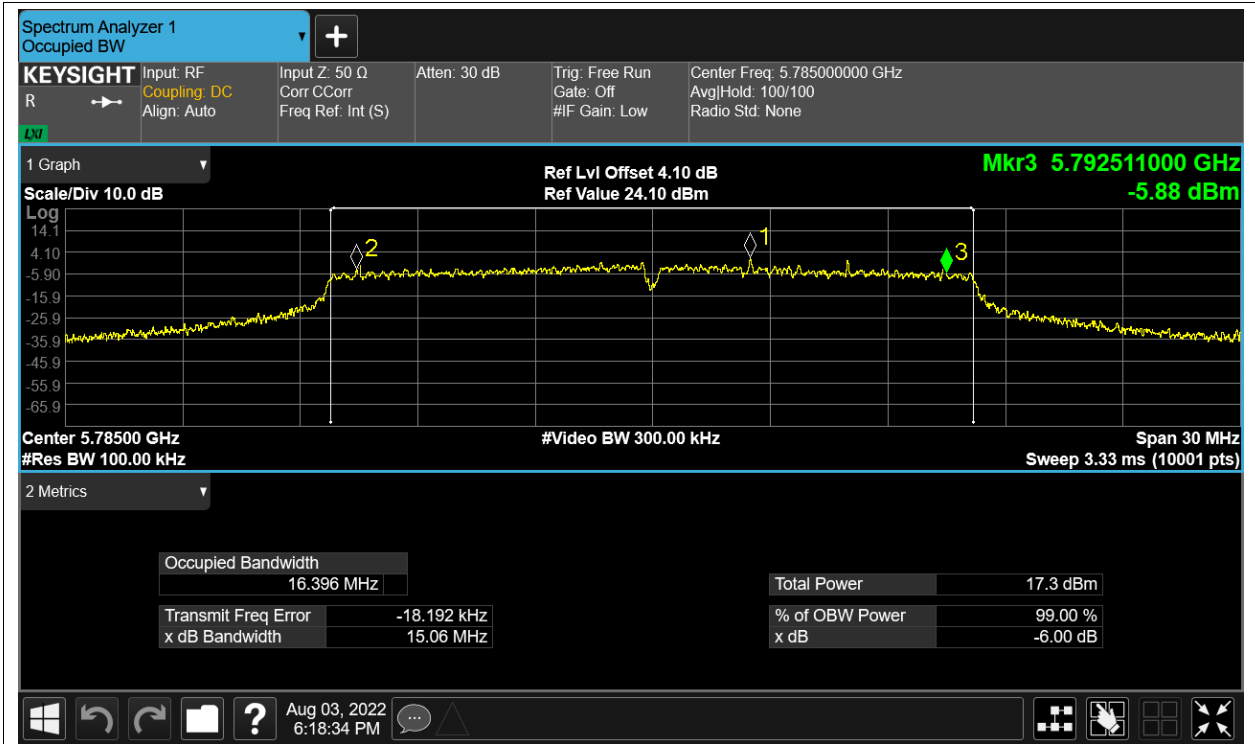 Spectrum Analyzer 1
Occupied BW
+
KEYSIGHT
R
LXI
Input: RF
Coupling: DC
Align: Auto
Input Z: 50 Ω
Corr CCorr
Freq Ref: Int (S)
Atten: 30 dB
Trig: Free Run
Gate: Off
#IF Gain: Low
Center Freq: 5.785000000 GHz
Avg|Hold: 100/100
Radio Std: None
1 Graph
Scale/Div 10.0 dB
Ref Lvl Offset 4.10 dB
Ref Value 24.10 dBm
Mkr3 5.792511000 GHz
-5.88 dBm
Log
14.1
4.10
-5.90
-15.9
-25.9
-35.9
-45.9
-55.9
-65.9
2
1
3
Center 5.78500 GHz
#Res BW 100.00 kHz
#Video BW 300.00 kHz
Span 30 MHz
Sweep 3.33 ms (10001 pts)
2 Metrics
Occupied Bandwidth
16.396 MHz
Transmit Freq Error -18.192 kHz
x dB Bandwidth 15.06 MHz
Total Power 17.3 dBm
% of OBW Power 99.00 %
x dB -6.00 dB
?
Aug 03, 2022
6:18:34 PM